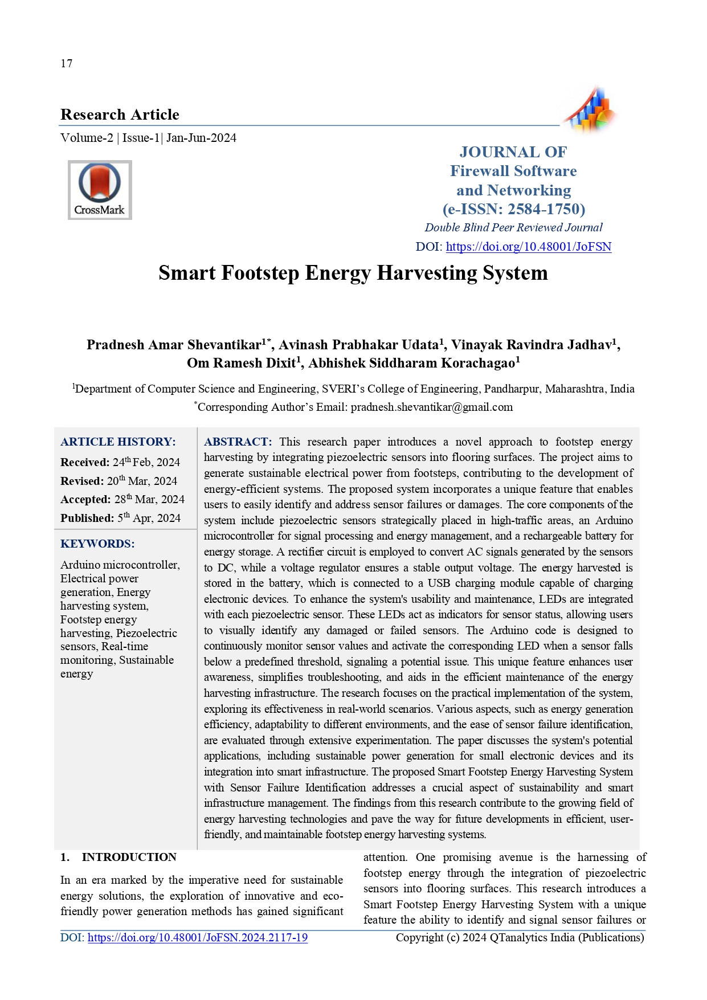 17
Research Article
Volume-2 | Issue-1| Jan-Jun-2024
CrossMark
JOURNAL OF
Firewall Software
and Networking
(e-ISSN: 2584-1750)
Double Blind Peer Reviewed Journal
DOI: https://doi.org/10.48001/JoFSN
Smart Footstep Energy Harvesting System
Pradnesh Amar Shevantikar1*, Avinash Prabhakar Udata1, Vinayak Ravindra Jadhav1,
Om Ramesh Dixit1, Abhishek Siddharam Korachagao1
1Department of Computer Science and Engineering, SVERI’s College of Engineering, Pandharpur, Maharashtra, India
*Corresponding Author’s Email: pradnesh.shevantikar@gmail.com
ARTICLE HISTORY:
Received: 24th Feb, 2024
Revised: 20th Mar, 2024
Accepted: 28th Mar, 2024
Published: 5th Apr, 2024
KEYWORDS:
Arduino microcontroller,
Electrical power
generation, Energy
harvesting system,
Footstep energy
harvesting, Piezoelectric
sensors, Real-time
monitoring, Sustainable
energy
ABSTRACT: This research paper introduces a novel approach to footstep energy
harvesting by integrating piezoelectric sensors into flooring surfaces. The project aims to
generate sustainable electrical power from footsteps, contributing to the development of
energy-efficient systems. The proposed system incorporates a unique feature that enables
users to easily identify and address sensor failures or damages. The core components of the
system include piezoelectric sensors strategically placed in high-traffic areas, an Arduino
microcontroller for signal processing and energy management, and a rechargeable battery for
energy storage. A rectifier circuit is employed to convert AC signals generated by the sensors
to DC, while a voltage regulator ensures a stable output voltage. The energy harvested is
stored in the battery, which is connected to a USB charging module capable of charging
electronic devices. To enhance the system's usability and maintenance, LEDs are integrated
with each piezoelectric sensor. These LEDs act as indicators for sensor status, allowing users
to visually identify any damaged or failed sensors. The Arduino code is designed to
continuously monitor sensor values and activate the corresponding LED when a sensor falls
below a predefined threshold, signaling a potential issue. This unique feature enhances user
awareness, simplifies troubleshooting, and aids in the efficient maintenance of the energy
harvesting infrastructure. The research focuses on the practical implementation of the system,
exploring its effectiveness in real-world scenarios. Various aspects, such as energy generation
efficiency, adaptability to different environments, and the ease of sensor failure identification,
are evaluated through extensive experimentation. The paper discusses the system's potential
applications, including sustainable power generation for small electronic devices and its
integration into smart infrastructure. The proposed Smart Footstep Energy Harvesting System
with Sensor Failure Identification addresses a crucial aspect of sustainability and smart
infrastructure management. The findings from this research contribute to the growing field of
energy harvesting technologies and pave the way for future developments in efficient, user-
friendly, and maintainable footstep energy harvesting systems.
1. INTRODUCTION
In an era marked by the imperative need for sustainable
energy solutions, the exploration of innovative and eco-
friendly power generation methods has gained significant
attention. One promising avenue is the harnessing of
footstep energy through the integration of piezoelectric
sensors into flooring surfaces. This research introduces a
Smart Footstep Energy Harvesting System with a unique
feature the ability to identify and signal sensor failures or
DOI: https://doi.org/10.48001/JoFSN.2024.2117-19
Copyright (c) 2024 QTanalytics India (Publications)